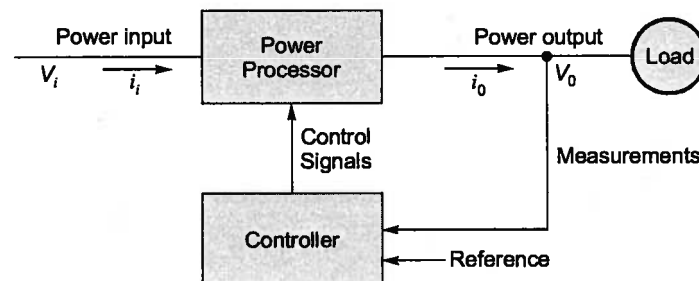 Power input
Power
Processor
Power output
Load
V_i
i_i
i_0
V_0
Control
Signals
Measurements
Controller
Reference